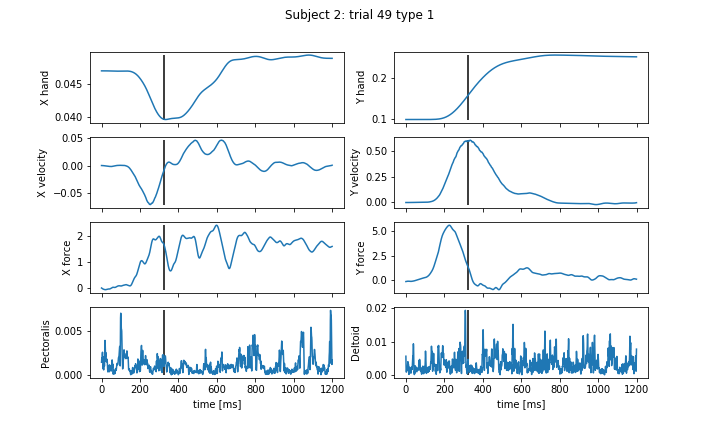 Subject 2: trial 49 type 1
X hand
0.045
0.040
Y hand
0.2
0.1
X velocity
0.05
0.00
−0.05
Y velocity
0.50
0.25
0.00
X force
2
1
0
Y force
5.0
2.5
0.0
Pectoralis
0.005
0.000
0 200 400 600 800 1000 1200
time [ms]
Deltoid
0.02
0.01
0.00
0 200 400 600 800 1000 1200
time [ms]